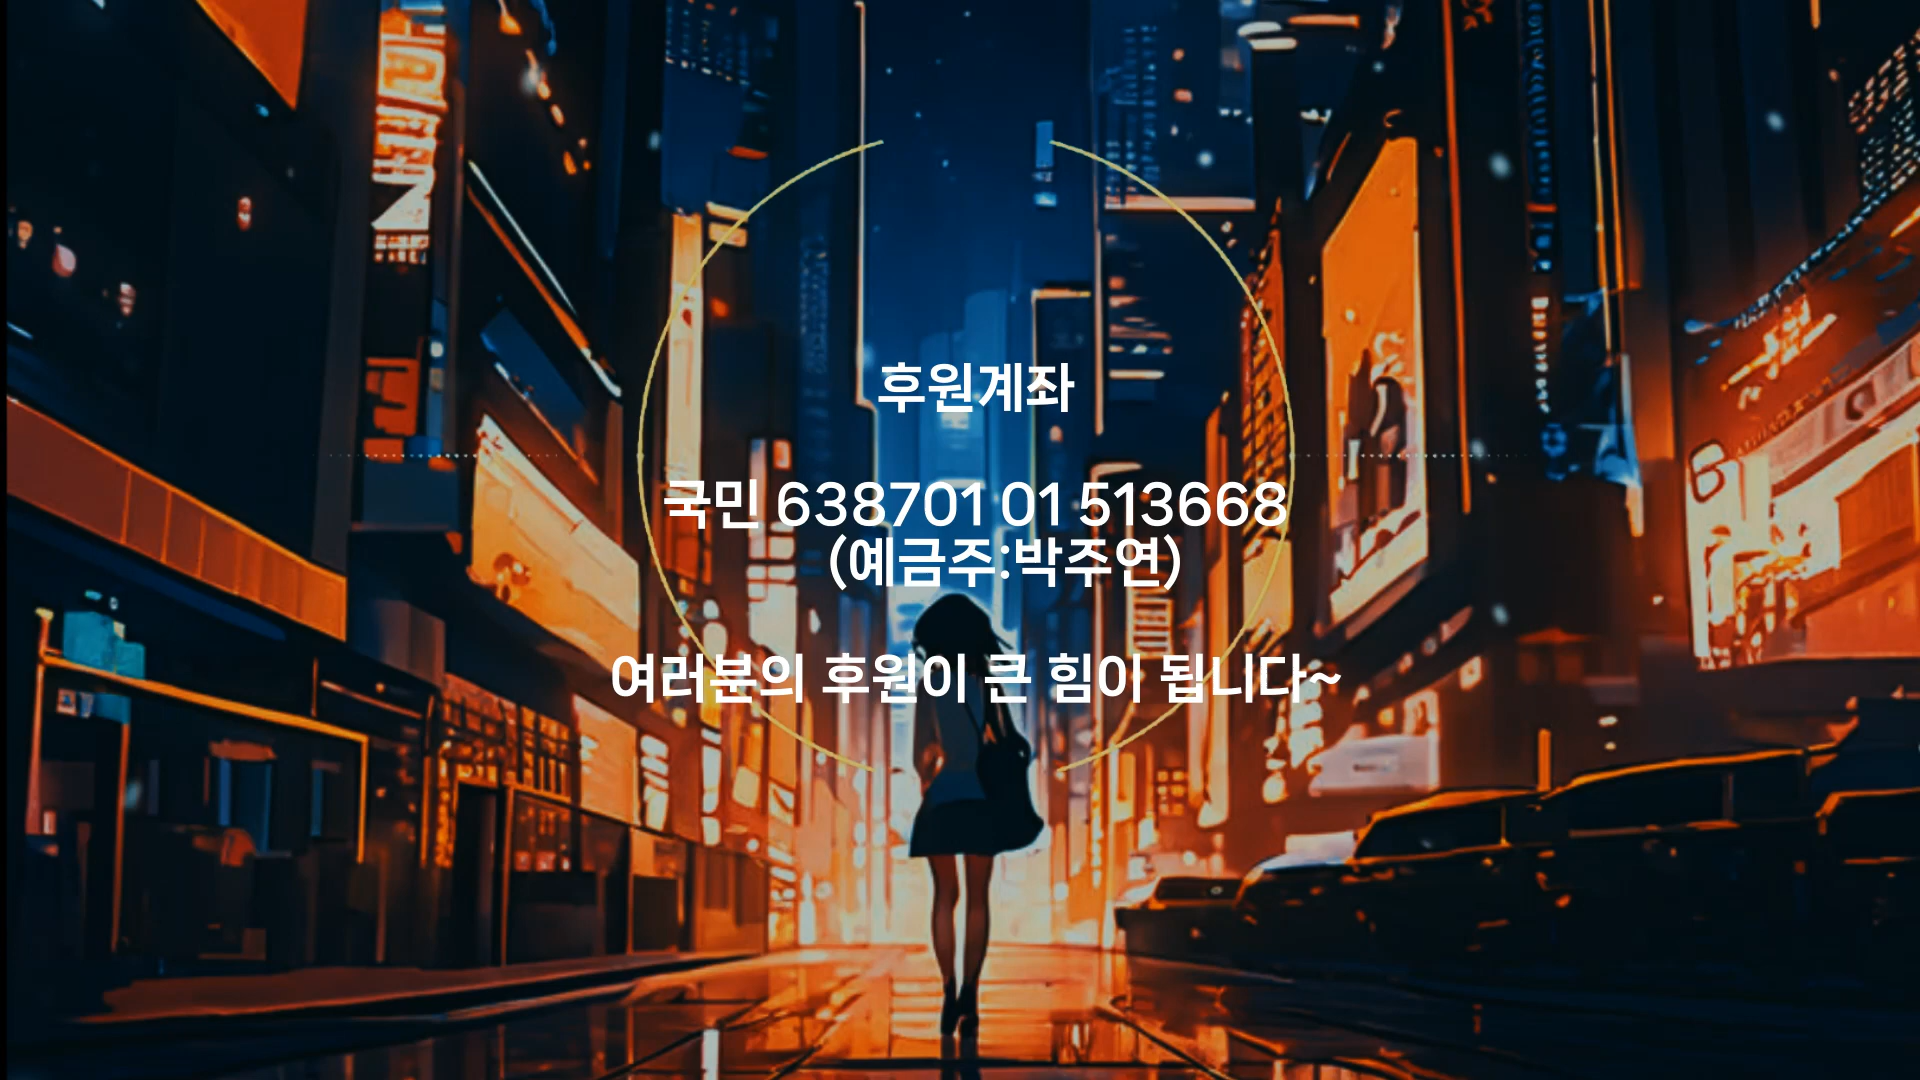 후원계좌
국민 638701 01 513668
(예금주:박주연)
여러분의 후원이 큰 힘이 됩니다~